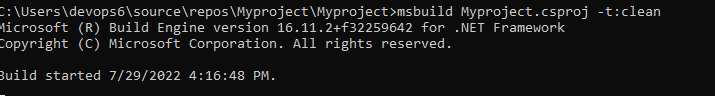 C:\Users\devops6\source\repos\Myproject\Myproject>msbuild Myproject.csproj -t:clean
Microsoft (R) Build Engine version 16.11.2+f32259642 for .NET Framework
Copyright (C) Microsoft Corporation. All rights reserved.
Build started 7/29/2022 4:16:48 PM.